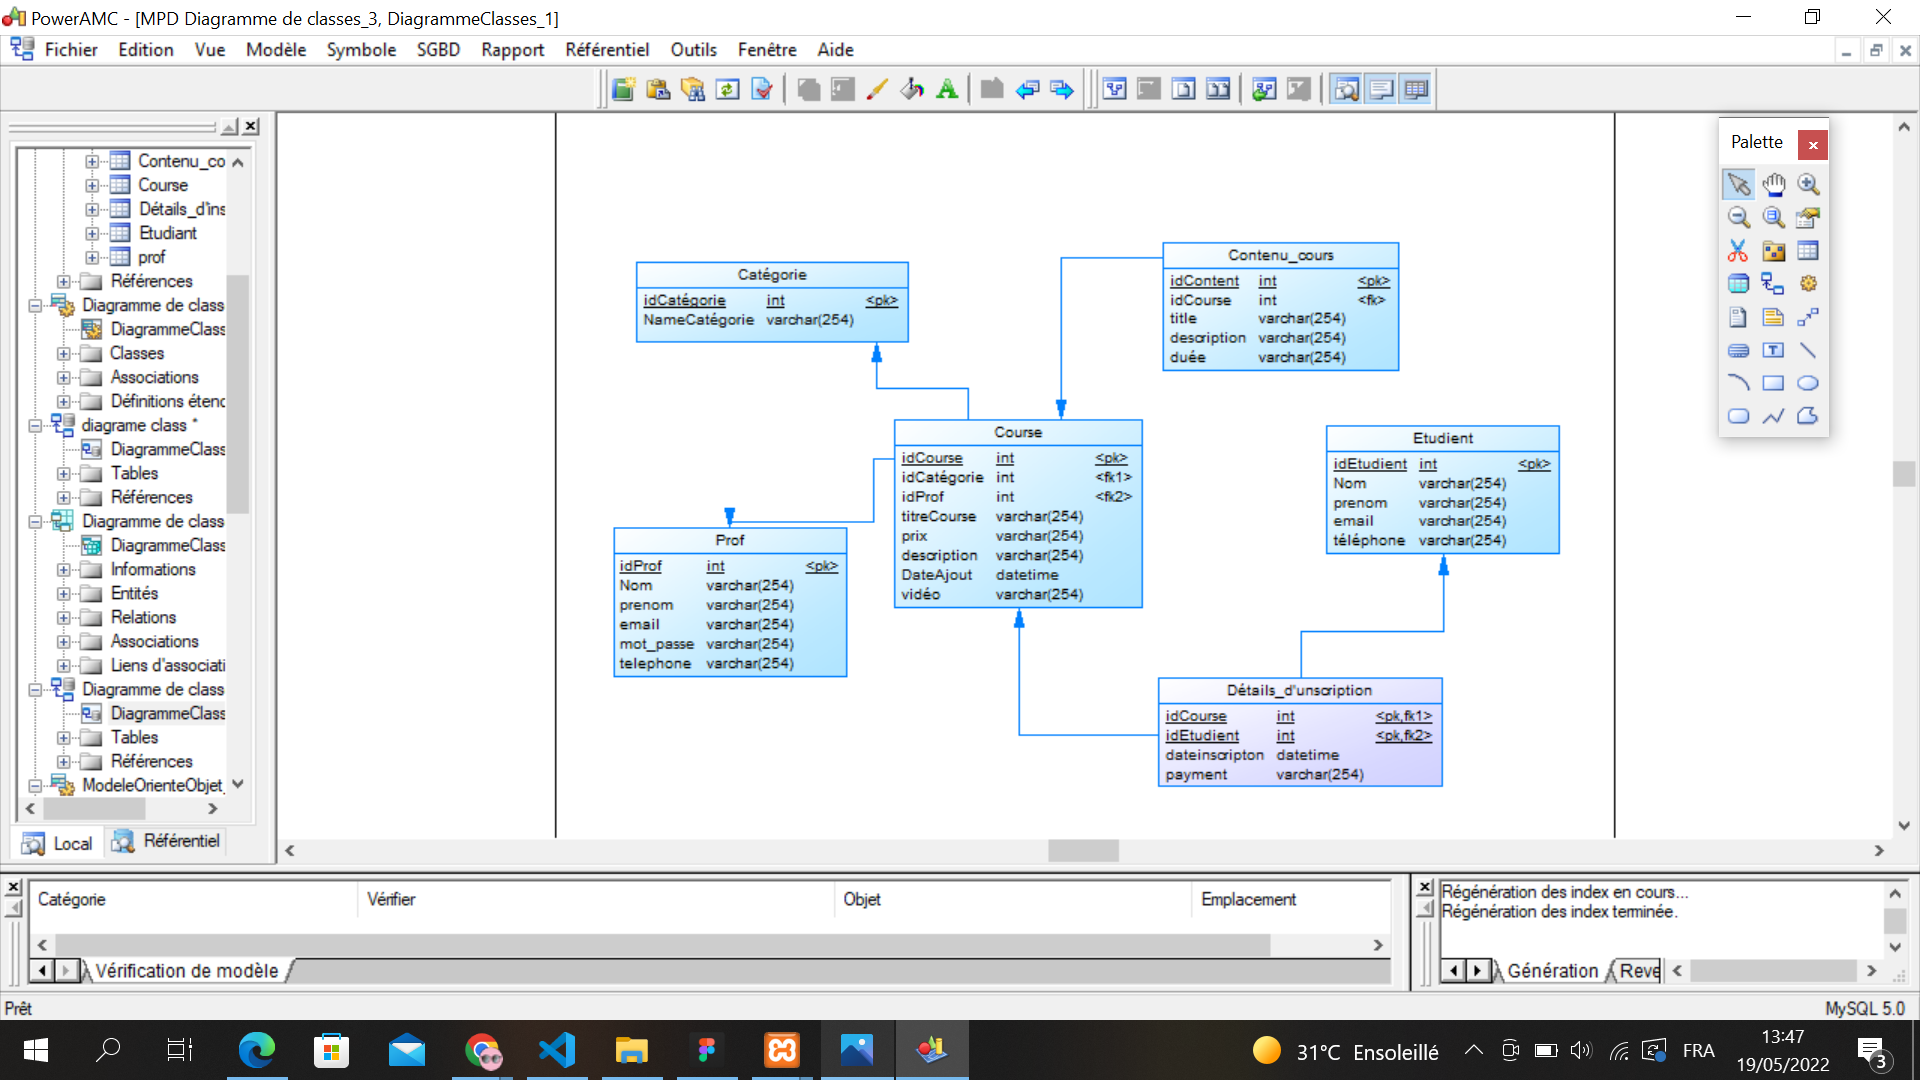 PowerAMC - [MPD Diagramme de classes_3, DiagrammeClasses_1]
Fichier Edition Vue Modèle Symbole SGBD Rapport Référentiel Outils Fenêtre Aide
Contenu_co
Course
Détails_d'ins
Etudiant
prof
Références
Diagramme de class
DiagrammeClass
Classes
Associations
Définitions étend
diagrame class *
DiagrammeClass
Tables
Références
Diagramme de class
DiagrammeClass
Informations
Entités
Relations
Associations
Liens d'associati
Diagramme de class
DiagrammeClass
Tables
Références
ModeleOrienteObjet_
Local Référentiel
Catégorie
idCatégorie int <pk>
NameCatégorie varchar(254)
Contenu_cours
idContent int <pk>
idCourse int <fk>
title varchar(254)
description varchar(254)
duée varchar(254)
Course
idCourse int <pk>
idCatégorie int <fk1>
idProf int <fk2>
titreCourse varchar(254)
prix varchar(254)
description varchar(254)
DateAjout datetime
vidéo varchar(254)
Etudient
idEtudient int <pk>
Nom varchar(254)
prenom varchar(254)
email varchar(254)
téléphone varchar(254)
Prof
idProf int <pk>
Nom varchar(254)
prenom varchar(254)
email varchar(254)
mot_passe varchar(254)
telephone varchar(254)
Détails_d'unscription
idCourse int <pk,fk1>
idEtudient int <pk,fk2>
dateinscripton datetime
payment varchar(254)
Palette
Catégorie Vérifier Objet Emplacement
Vérification de modèle
Régénération des index en cours...
Régénération des index terminée.
Génération Reve
Prêt
MySQL 5.0
31°C Ensoleillé
FRA
13:47
19/05/2022
3